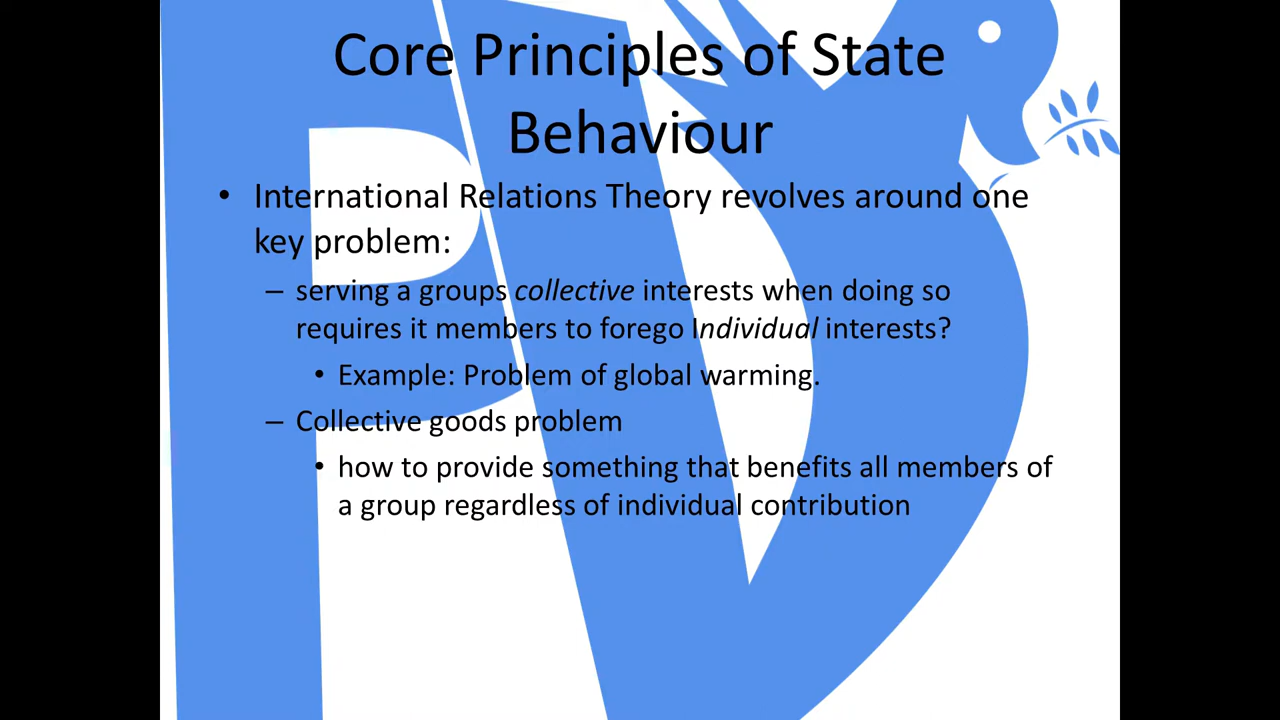 Core Principles of State
Behaviour
• International Relations Theory revolves around one
key problem:
– serving a groups collective interests when doing so
requires it members to forego Individual interests?
• Example: Problem of global warming.
– Collective goods problem
• how to provide something that benefits all members of
a group regardless of individual contribution